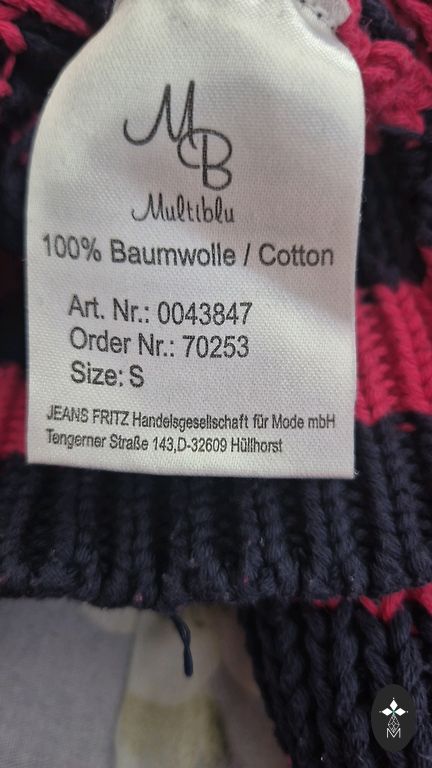 MB
Multiblu
100% Baumwolle / Cotton
Art. Nr.: 0043847
Order Nr.: 70253
Size: S
JEANS FRITZ Handelsgesellschaft für Mode mbH
Tengerner Straße 143,D-32609 Hüllhorst
M